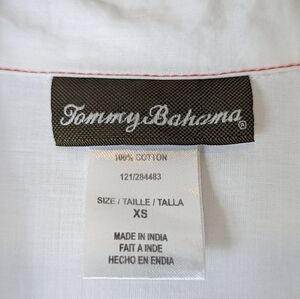 Tommy Bahama®
100% COTTON
121/284483
SIZE / TAILLE / TALLA
XS
MADE IN INDIA
FAIT A INDE
HECHO EN ENDIA